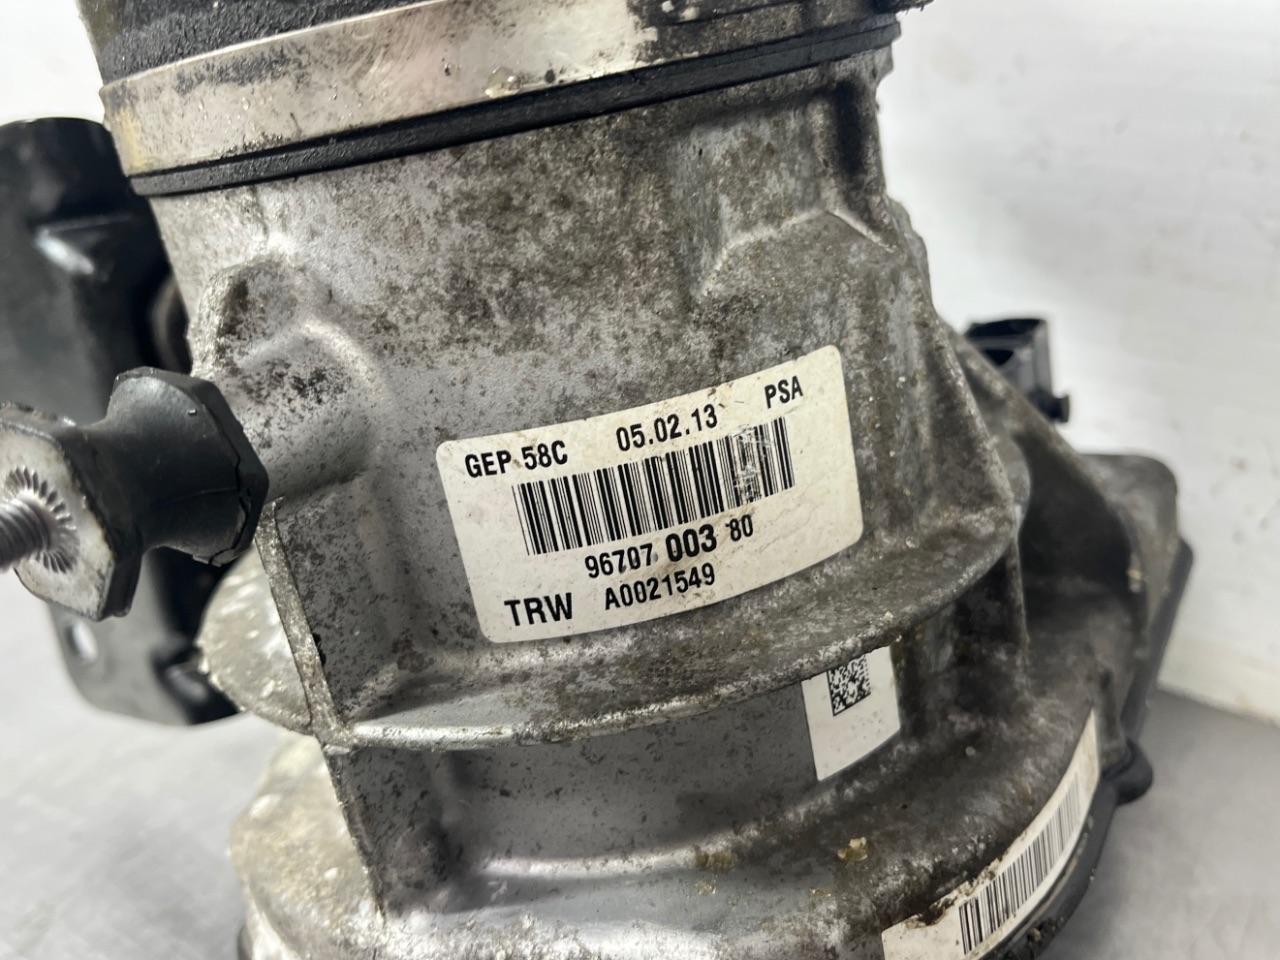 GEP 58C 05.02.13 PSA
96707 003 80
TRW A0021549